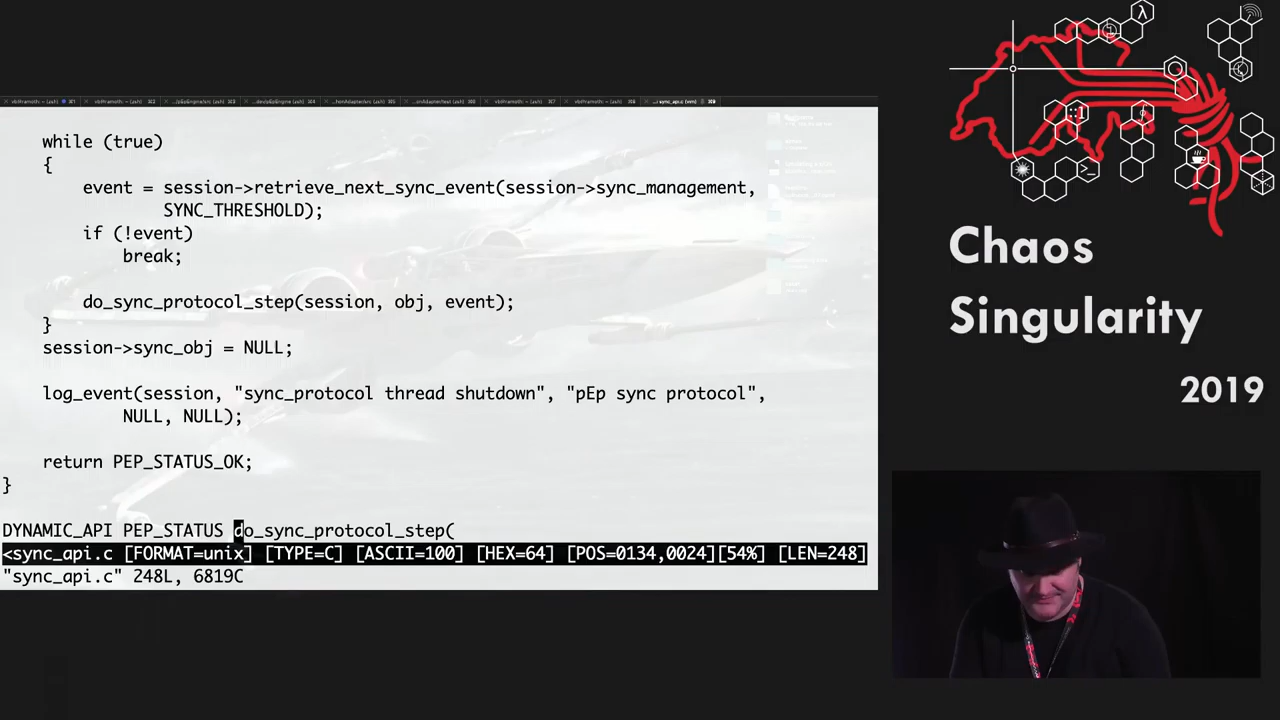 while (true)
{
event = session->retrieve_next_sync_event(session->sync_management,
SYNC_THRESHOLD);
if (!event)
break;
do_sync_protocol_step(session, obj, event);
}
session->sync_obj = NULL;
log_event(session, "sync_protocol thread shutdown", "pEp sync protocol",
NULL, NULL);
return PEP_STATUS_OK;
}
DYNAMIC_API PEP_STATUS do_sync_protocol_step(
<sync_api.c [FORMAT=unix] [TYPE=C] [ASCII=100] [HEX=64] [POS=0134,0024][54%] [LEN=248]
"sync_api.c" 248L, 6819C
Chaos
Singularity
2019